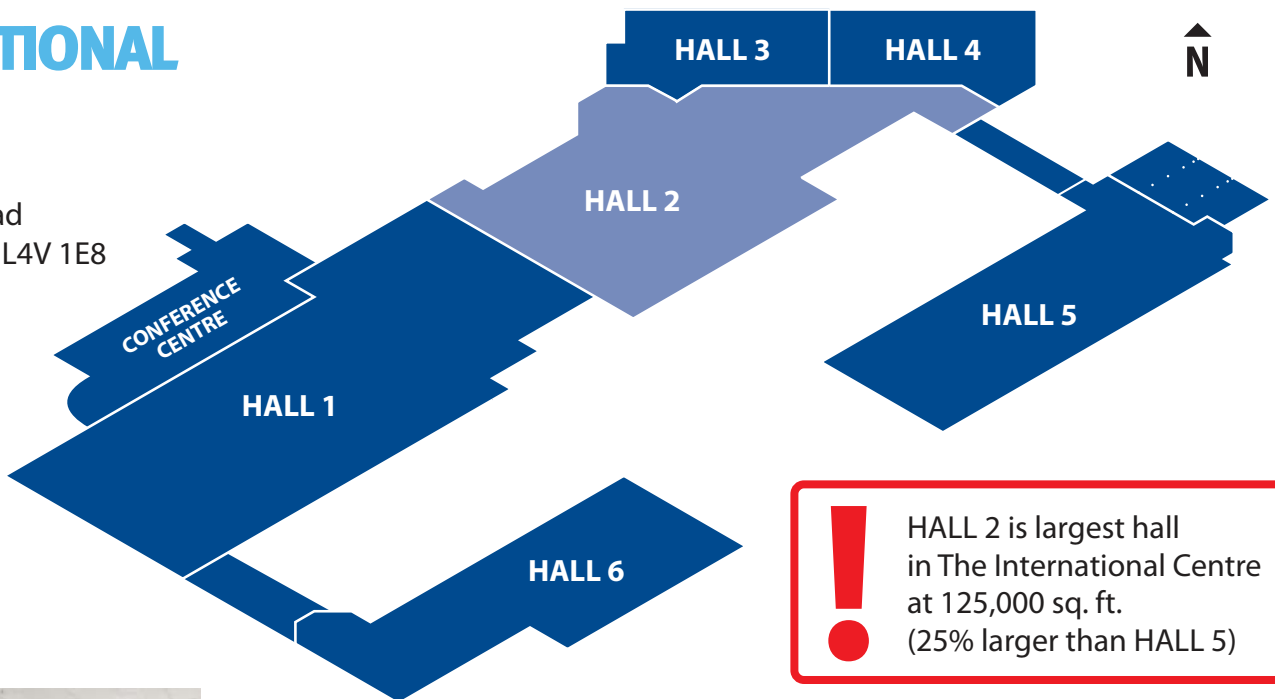 TIONAL
ad
L4V 1E8
HALL 3
HALL 4
N
HALL 2
CONFERENCE
CENTRE
HALL 5
HALL 1
HALL 6
HALL 2 is largest hall
in The International Centre
at 125,000 sq. ft.
(25% larger than HALL 5)